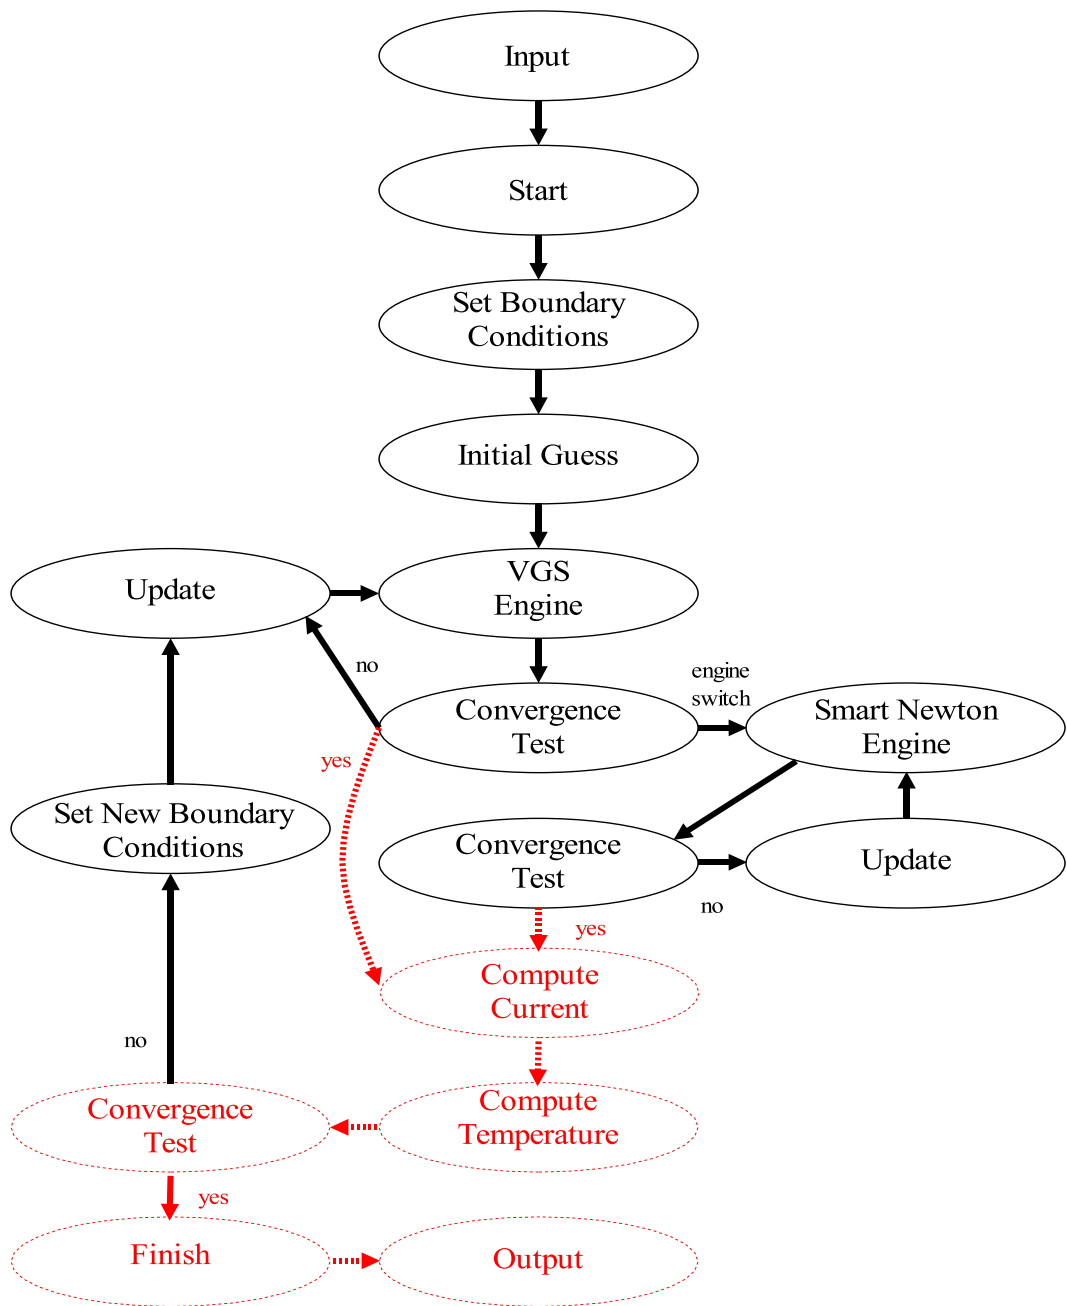 Input
Start
Set Boundary
Conditions
Initial Guess
Update
VGS
Engine
no
engine
switch
Convergence
Test
Smart Newton
Engine
yes
Set New Boundary
Conditions
Convergence
Test
Update
no
yes
Compute
Current
no
Convergence
Test
Compute
Temperature
yes
Finish
Output